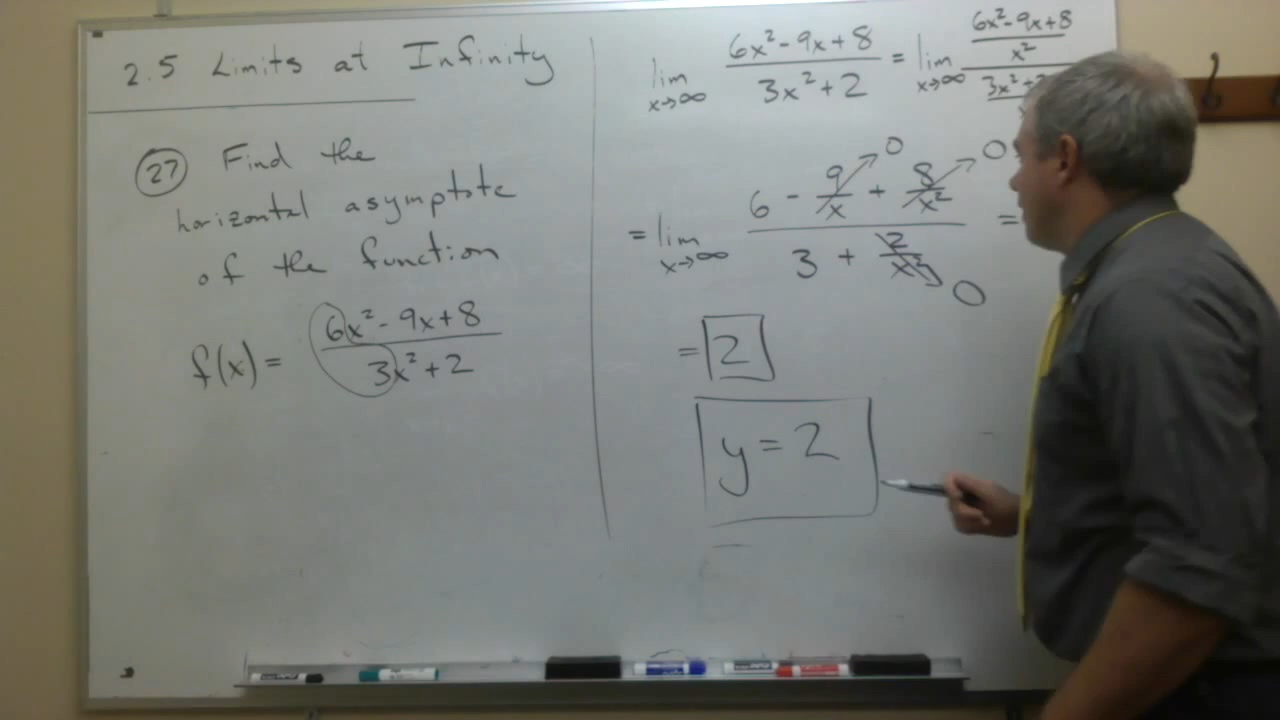 2.5 Limits at Infinity
27 Find the
horizontal asymptote
of the function
f(x) = (6x² - 9x + 8) / (3x² + 2)
lim x→∞ (6x² - 9x + 8) / (3x² + 2) = lim x→∞ ((6x² - 9x + 8) / x²) / (3x² +
= lim x→∞ (6 - 9/x → 0 + 8/x² → 0) / (3 + 2/x² → 0) =
= 2
y = 2